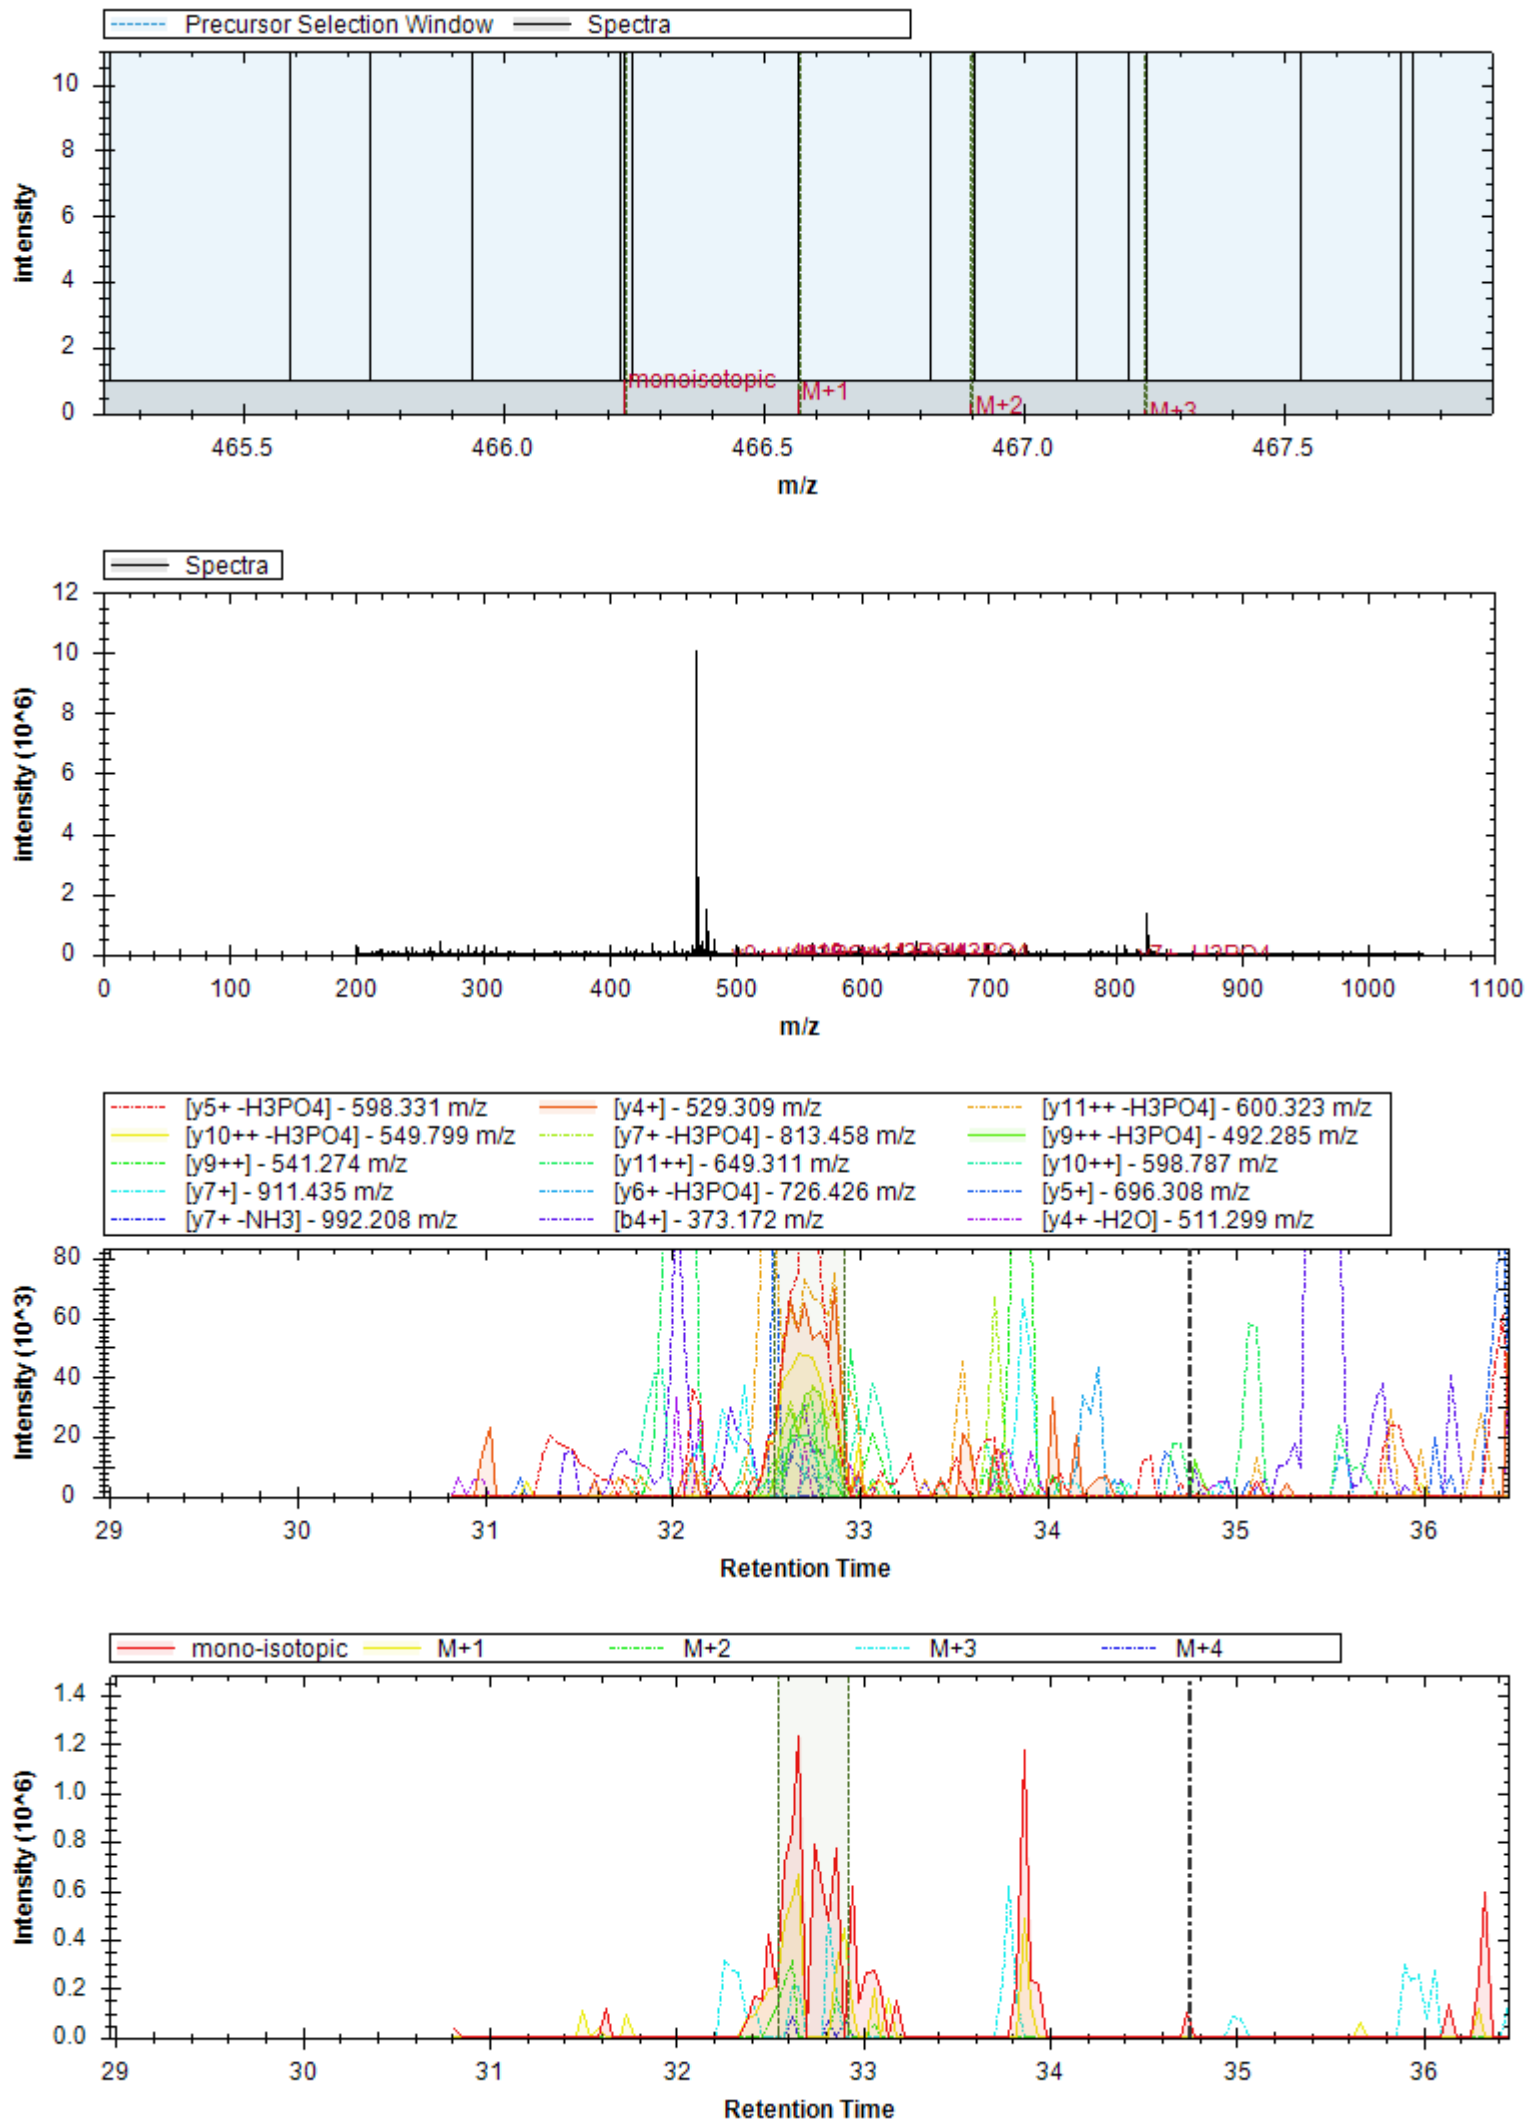 Precursor Selection Window Spectra
10
8
6
4
2
0
intensity
monoisotopic
M+1
M+2
M+3
465.5 466.0 466.5 467.0 467.5
m/z
Spectra
12
10
8
6
4
2
0
intensity (10^6)
0 100 200 300 400 500 600 700 800 900 1000 1100
m/z
[y5+ -H3PO4] - 598.331 m/z [y4+] - 529.309 m/z [y11++ -H3PO4] - 600.323 m/z
[y10++ -H3PO4] - 549.799 m/z [y7+ -H3PO4] - 813.458 m/z [y9++ -H3PO4] - 492.285 m/z
[y9++] - 541.274 m/z [y11++] - 649.311 m/z [y10++] - 598.787 m/z
[y7+] - 911.435 m/z [y6+ -H3PO4] - 726.426 m/z [y5+] - 696.308 m/z
[y7+ -NH3] - 992.208 m/z [b4+] - 373.172 m/z [y4+ -H2O] - 511.299 m/z
80
60
40
20
0
Intensity (10^3)
29 30 31 32 33 34 35 36
Retention Time
mono-isotopic M+1 M+2 M+3 M+4
1.4
1.2
1.0
0.8
0.6
0.4
0.2
0.0
Intensity (10^6)
29 30 31 32 33 34 35 36
Retention Time